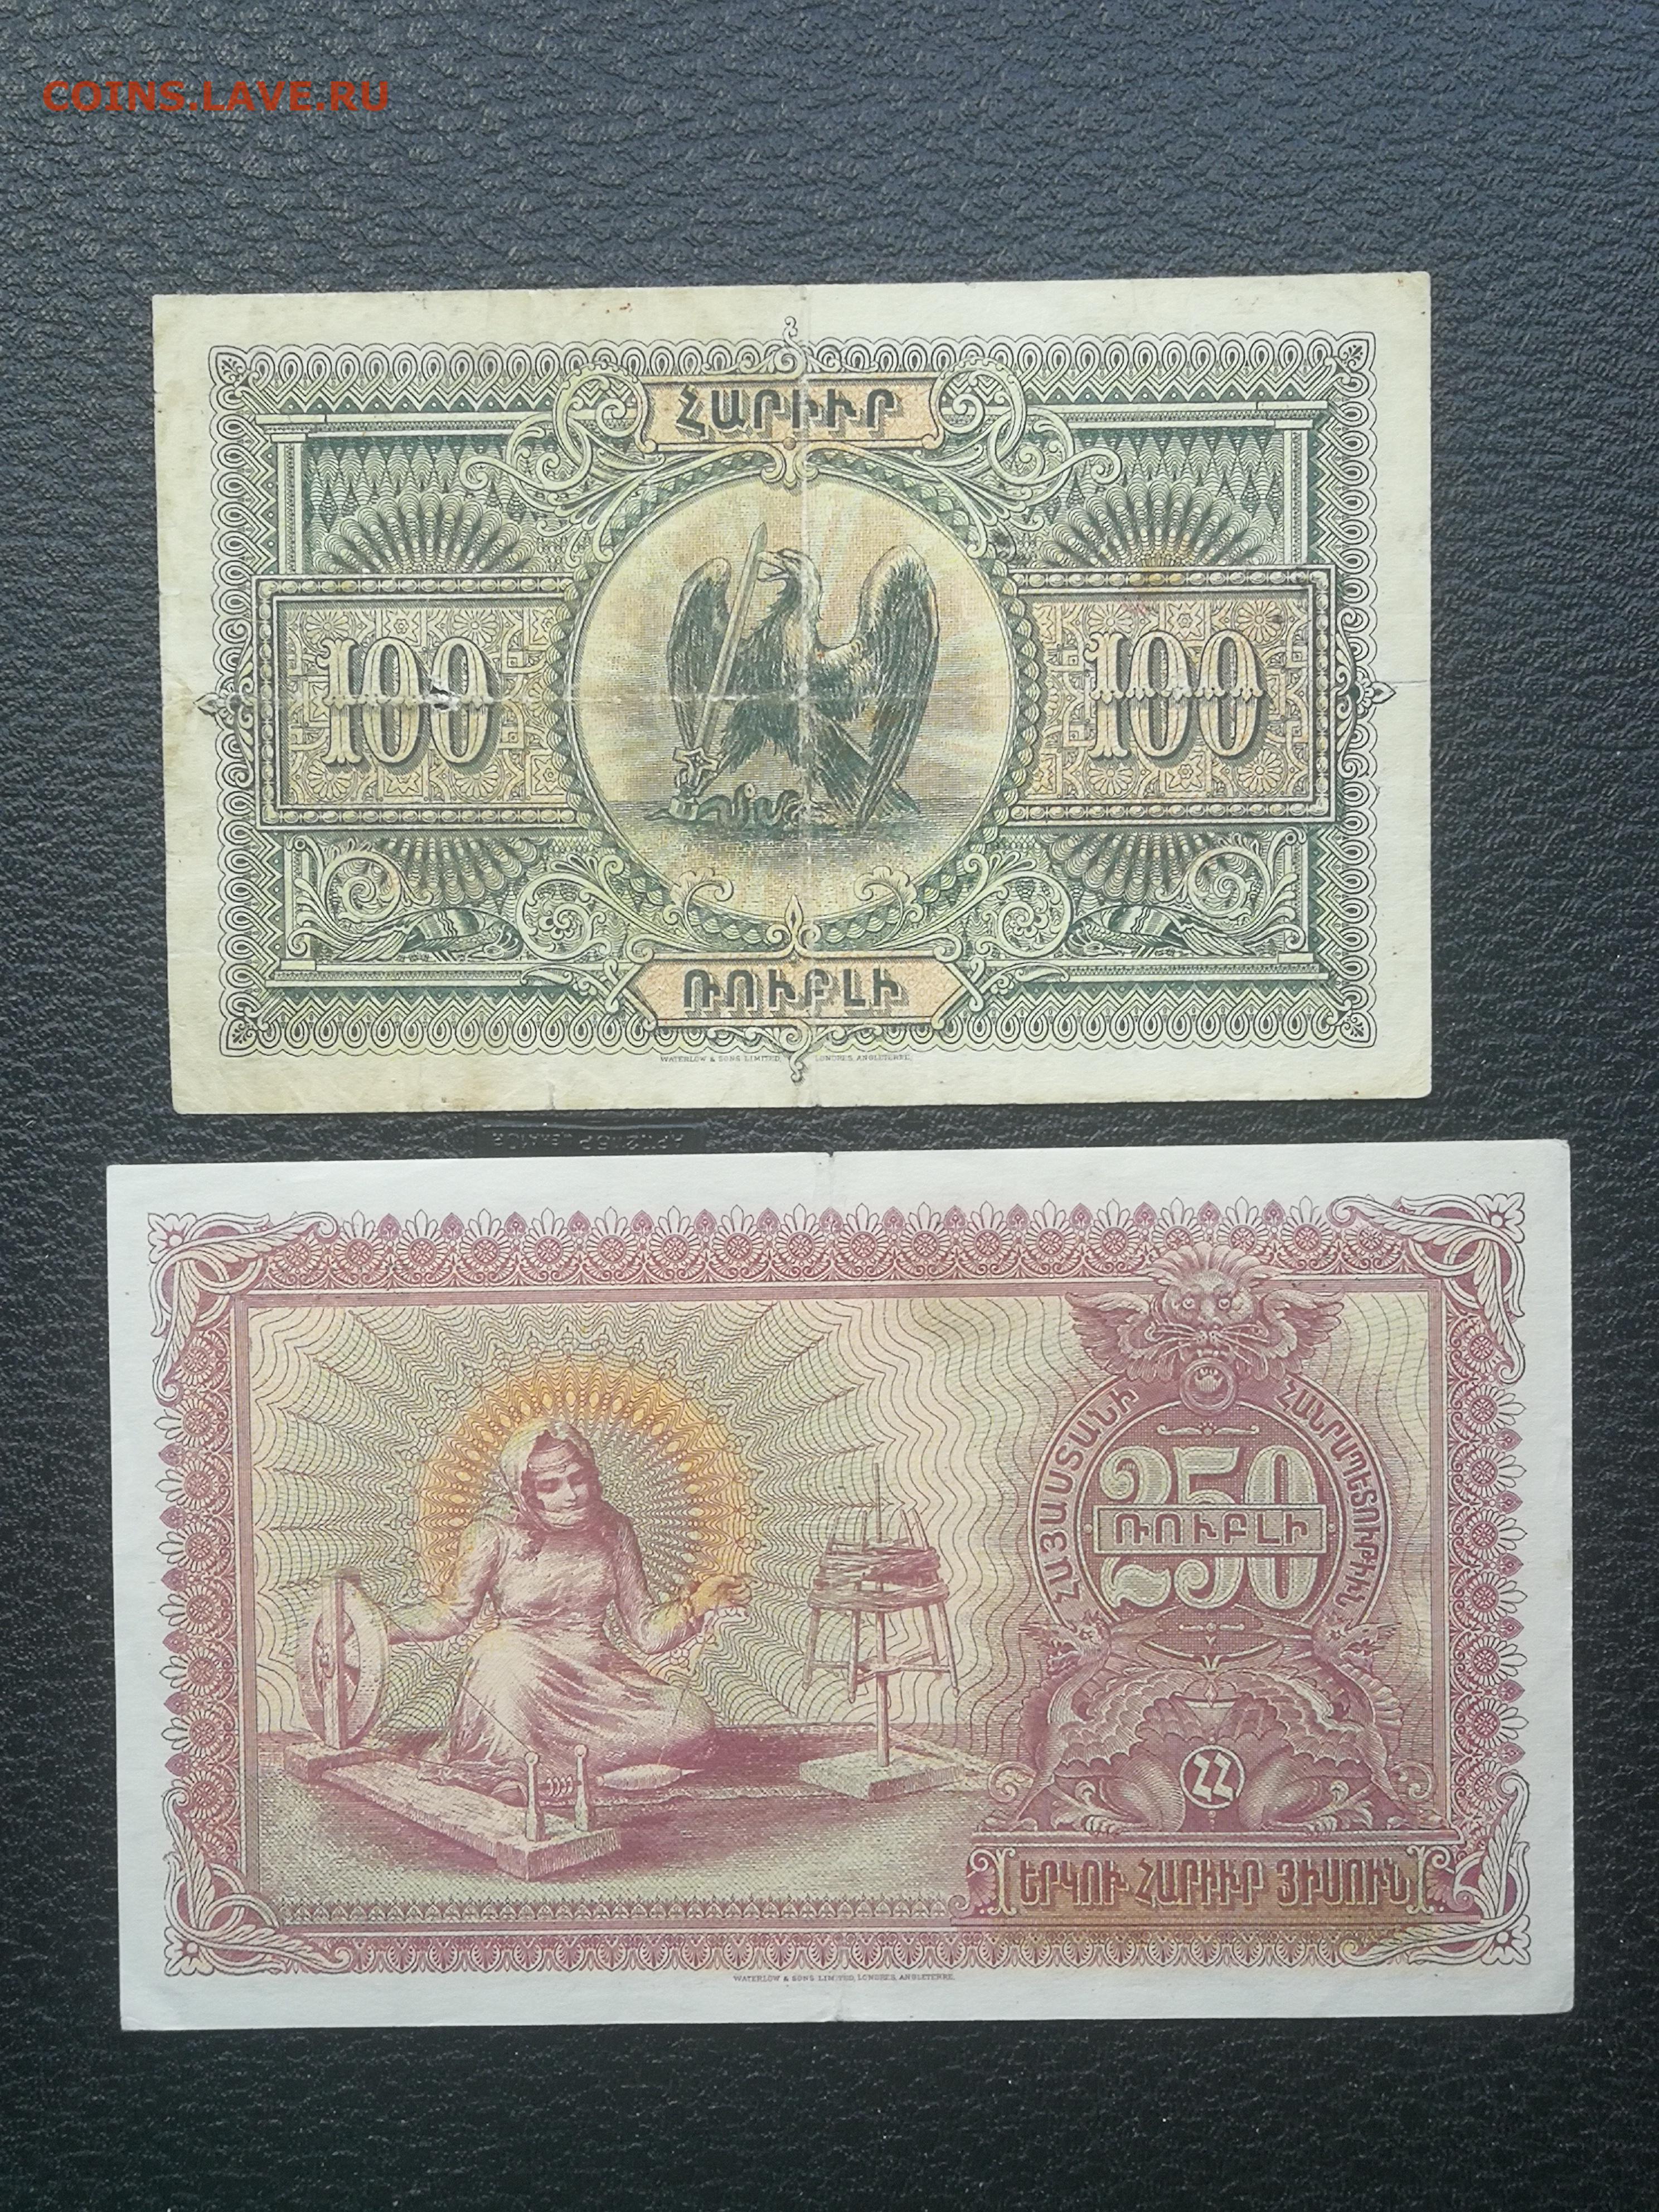 COINS.LAVE.RU
ՀԱՐԻՒՐ
100 100
ՌՈՒԲԼԻ
WATERLOW & SONS LIMITED, LONDRES, ANGLETERRE.
ՀԱՅԱՍՏԱՆԻ ՀԱՆՐԱՊԵՏՈՒԹԻՒՆ
250
ՌՈՒԲԼԻ
ՀՀ
ԵՐԿՈՒ ՀԱՐԻՒՐ ՅԻՍՈՒՆ
WATERLOW & SONS LIMITED, LONDRES, ANGLETERRE.